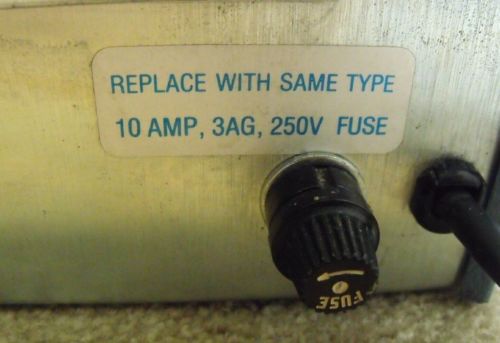 REPLACE WITH SAME TYPE
10 AMP, 3AG, 250V FUSE
FUSE